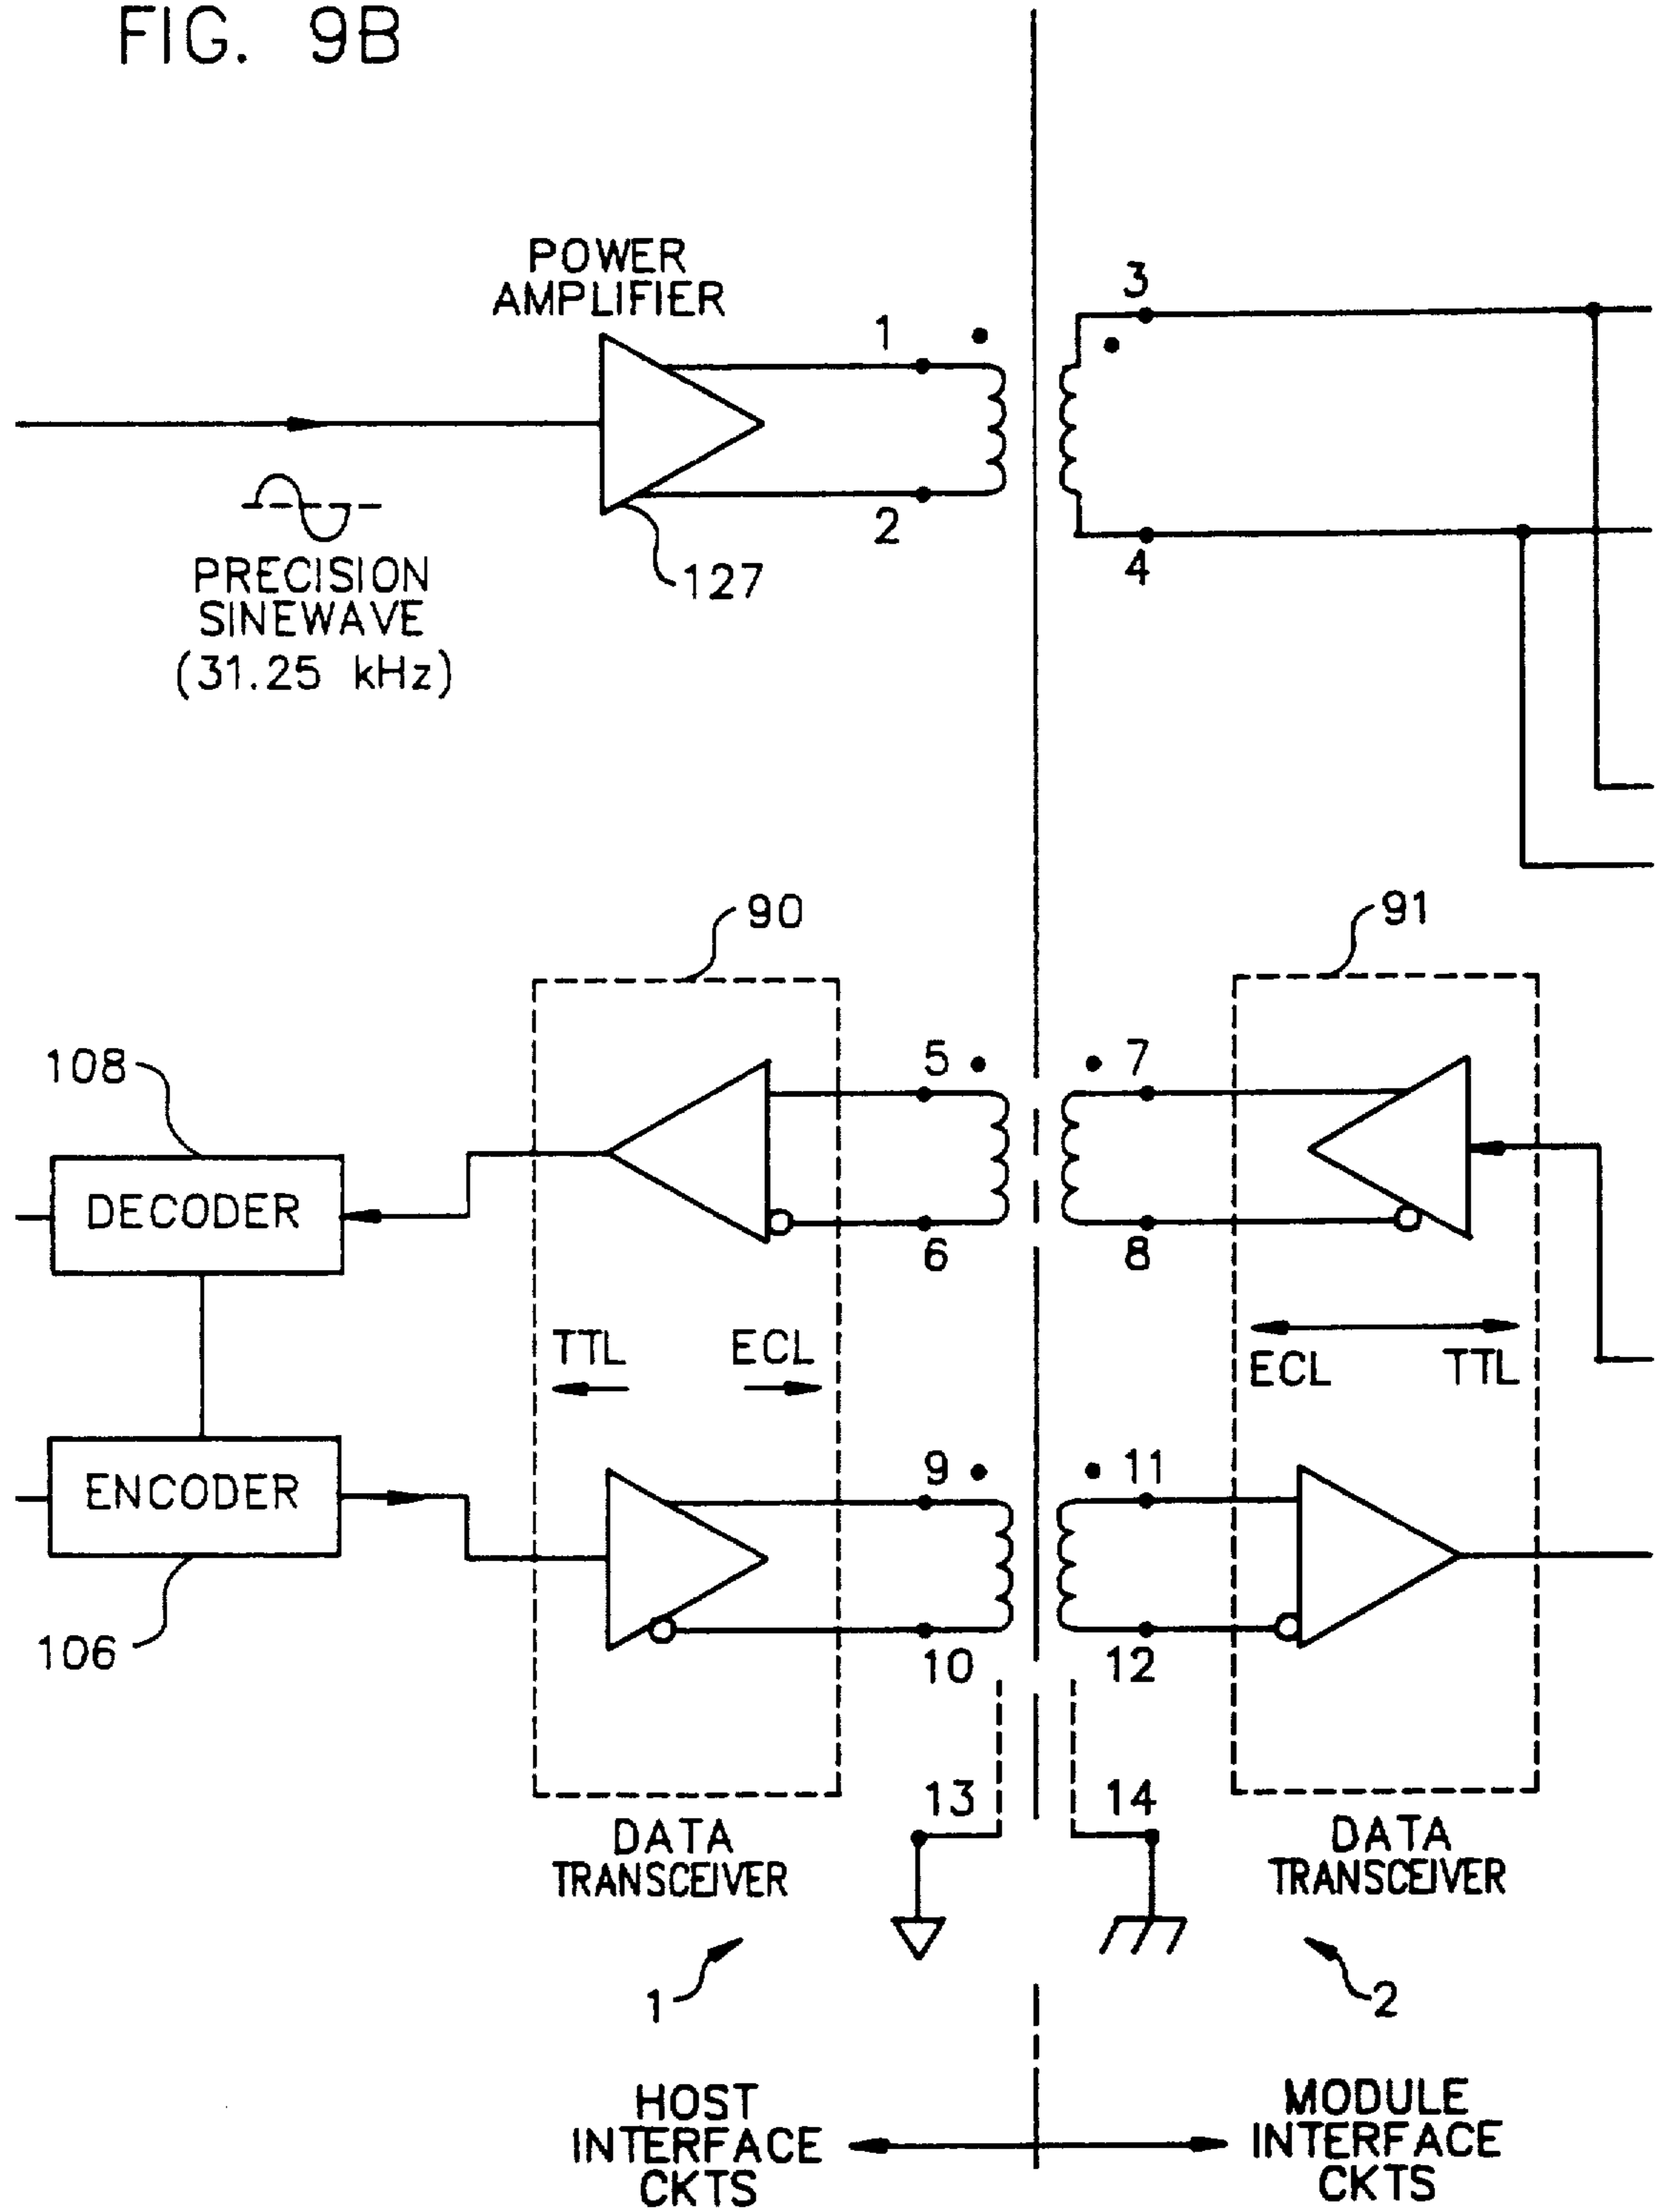 FIG. 9B
POWER
AMPLIFIER
1
3
2
4
127
PRECISION
SINEWAVE
(31.25 kHz)
90
91
108
5
7
DECODER
6
8
TTL
ECL
ECL
TTL
9
11
ENCODER
10
12
106
13
14
DATA
TRANSCEIVER
DATA
TRANSCEIVER
1
2
HOST
INTERFACE
CKTS
MODULE
INTERFACE
CKTS